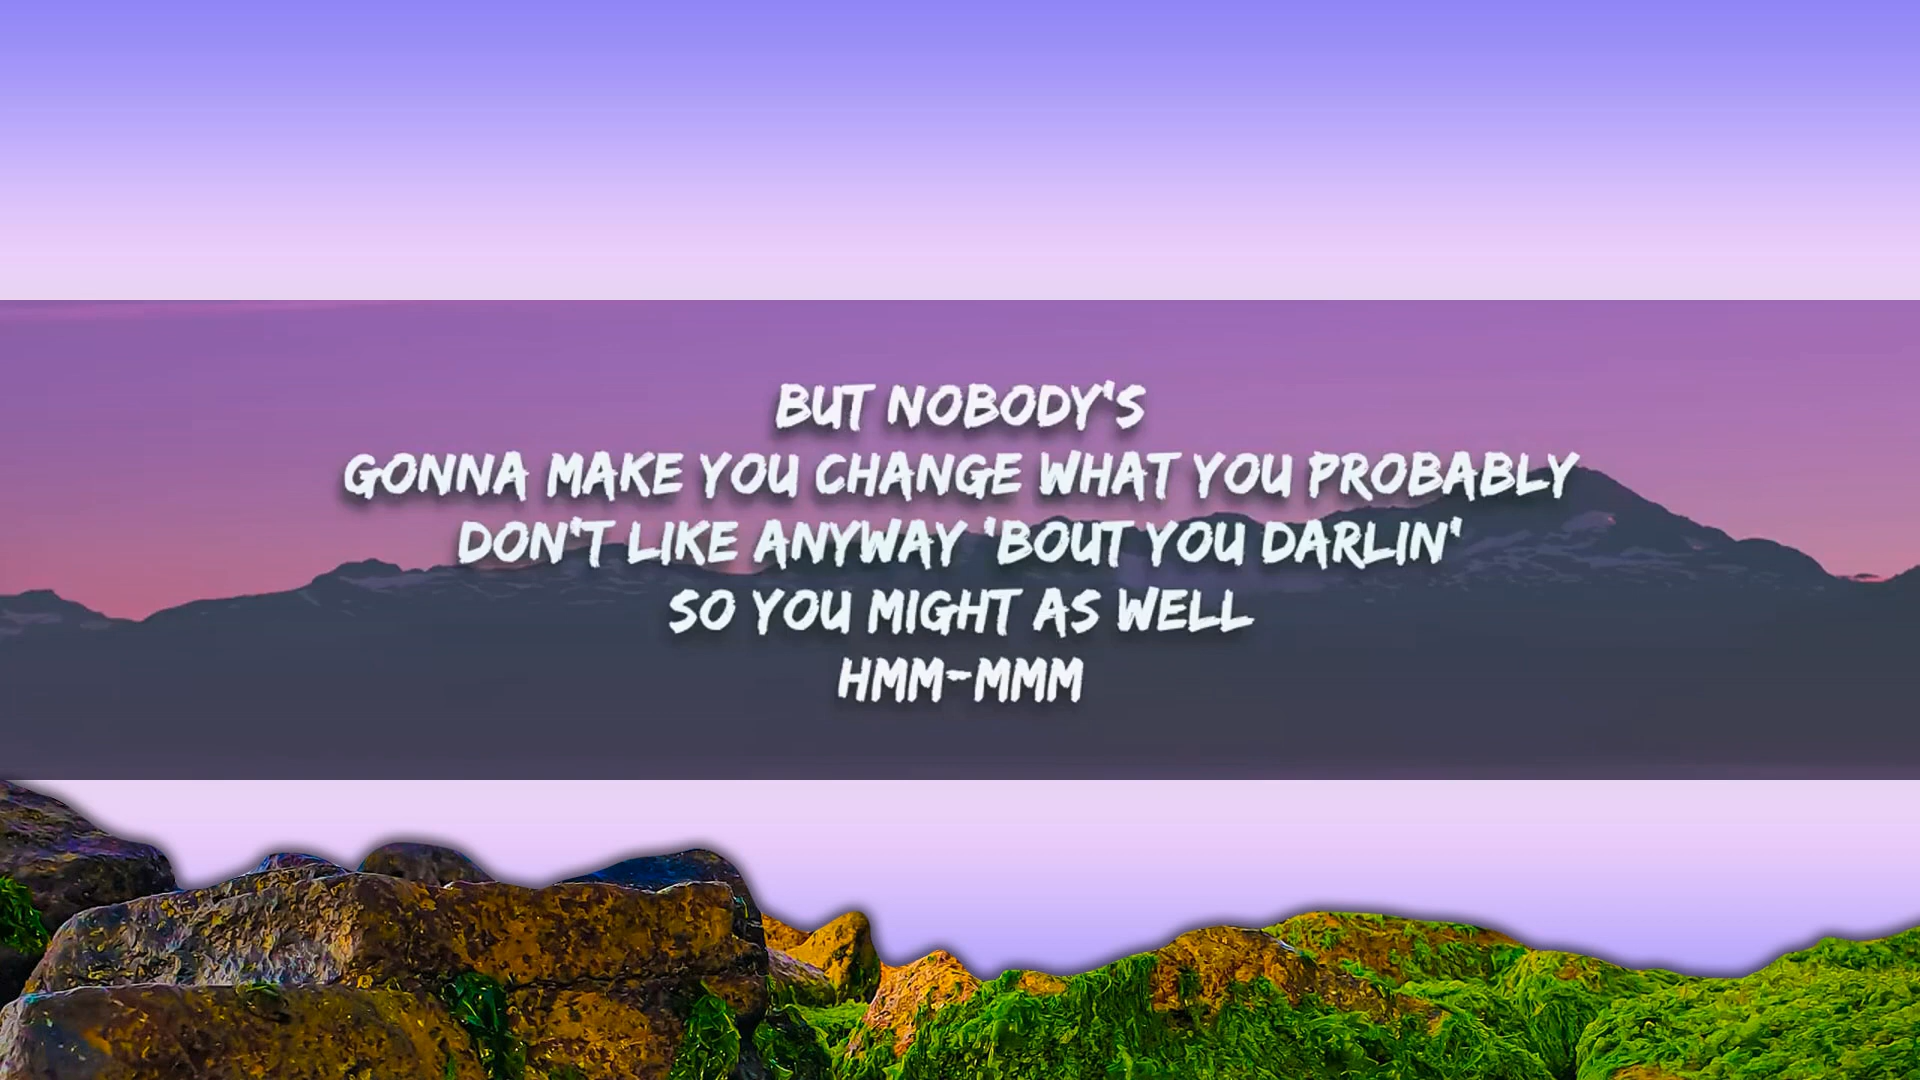 BUT NOBODY'S
GONNA MAKE YOU CHANGE WHAT YOU PROBABLY
DON'T LIKE ANYWAY 'BOUT YOU DARLIN'
SO YOU MIGHT AS WELL
HMM-MMM